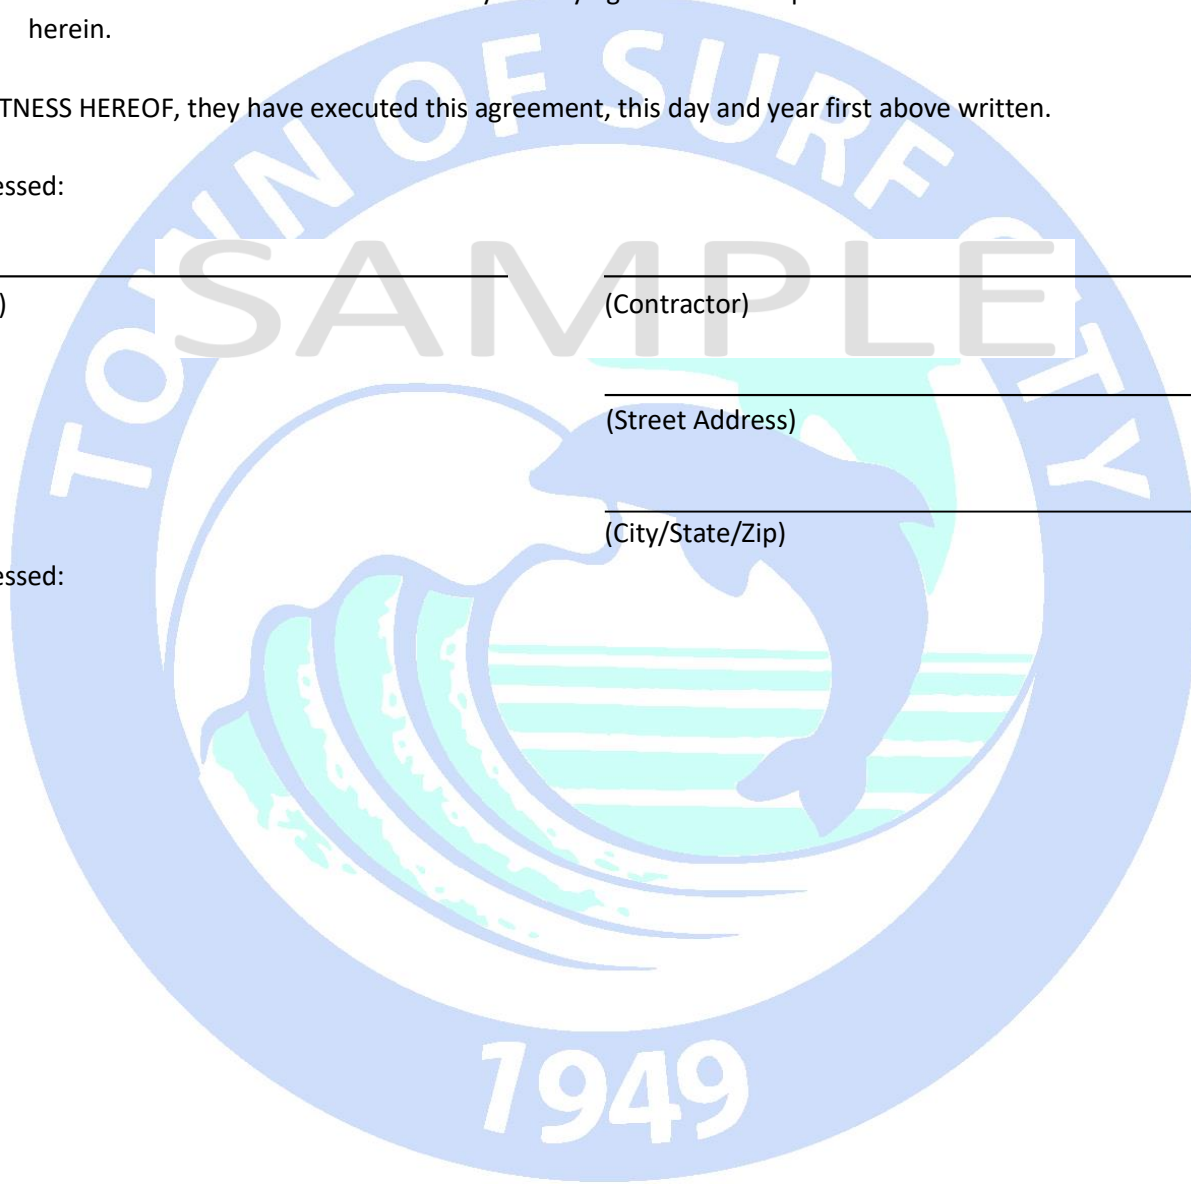 herein.
TNESS HEREOF, they have executed this agreement, this day and year first above written.
essed:
TOWN OF SURF CITY
SAMPLE
) (Contractor)
(Street Address)
(City/State/Zip)
essed:
1949